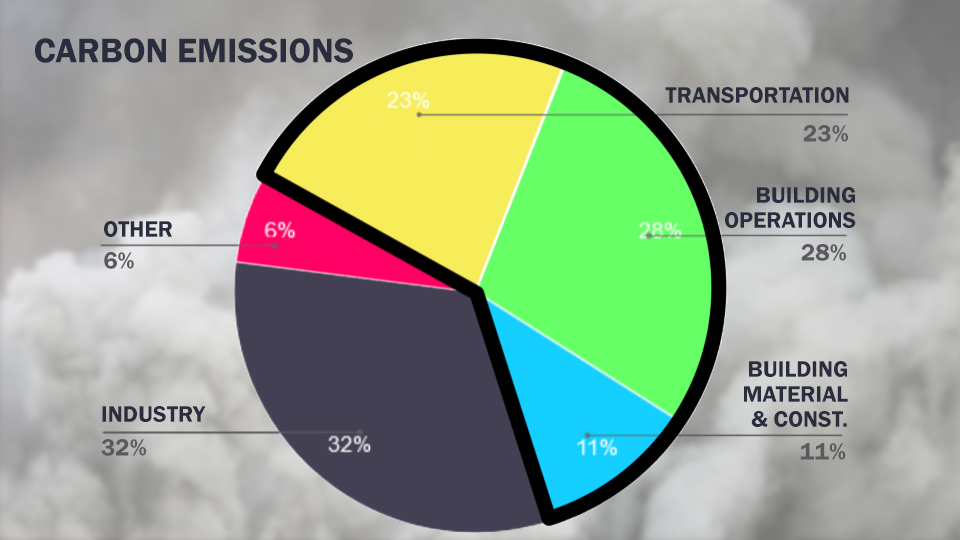 CARBON EMISSIONS
23%
TRANSPORTATION
23%
BUILDING
OPERATIONS
28%
28%
OTHER
6%
6%
BUILDING
MATERIAL
& CONST.
11%
11%
INDUSTRY
32%
32%